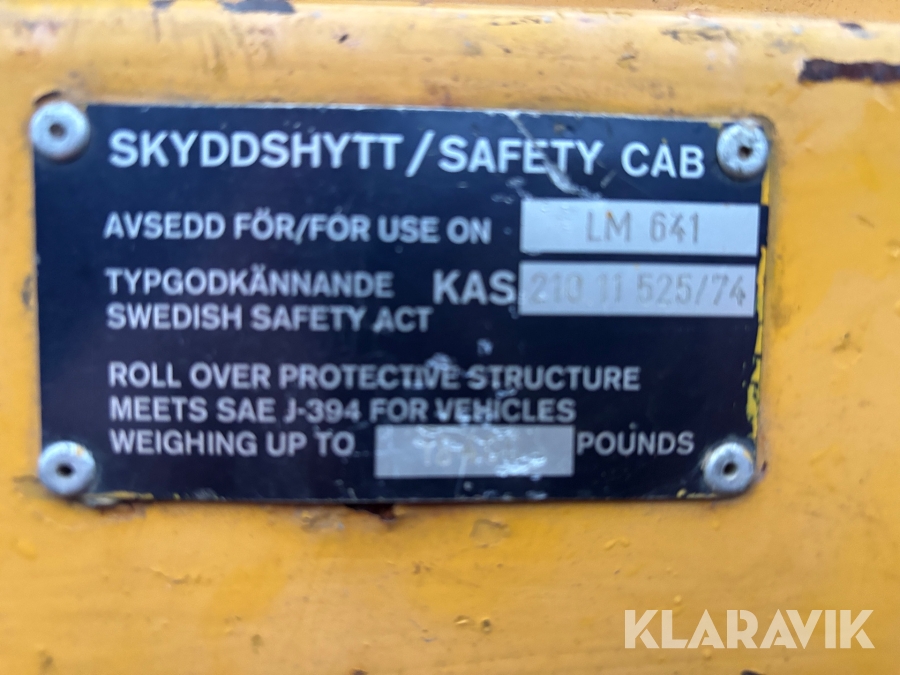 SKYDDSHYTT/SAFETY CAB
AVSEDD FÖR/FOR USE ON LM 641
TYPGODKÄNNANDE KAS 210 11 525/74
SWEDISH SAFETY ACT
ROLL OVER PROTECTIVE STRUCTURE
MEETS SAE J-394 FOR VEHICLES
WEIGHING UP TO POUNDS
KLARAVIK